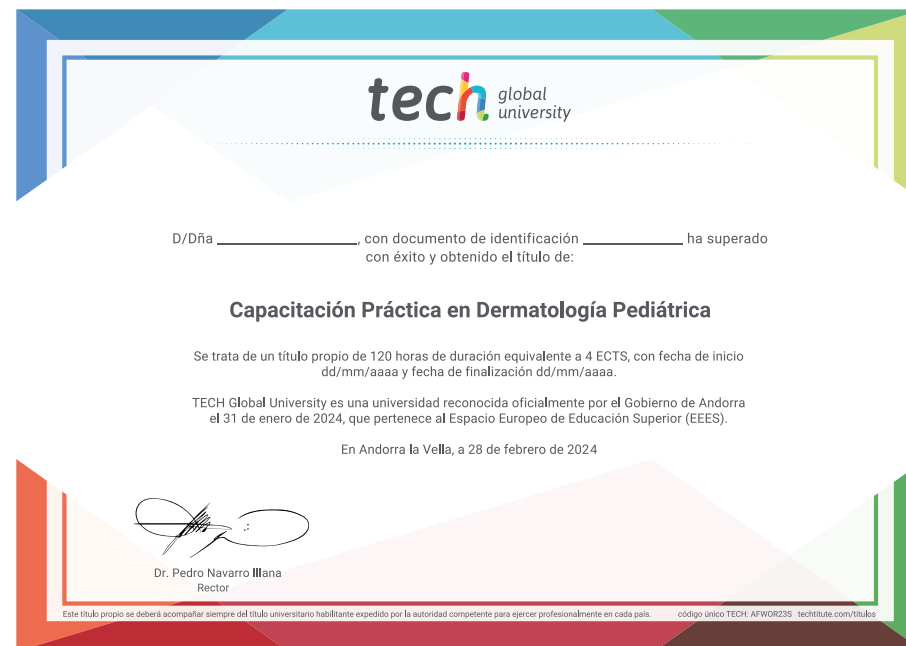 tech global university
D/Dña ____________, con documento de identificación ____________ ha superado
con éxito y obtenido el título de:
Capacitación Práctica en Dermatología Pediátrica
Se trata de un título propio de 120 horas de duración equivalente a 4 ECTS, con fecha de inicio
dd/mm/aaaa y fecha de finalización dd/mm/aaaa.
TECH Global University es una universidad reconocida oficialmente por el Gobierno de Andorra
el 31 de enero de 2024, que pertenece al Espacio Europeo de Educación Superior (EEES).
En Andorra la Vella, a 28 de febrero de 2024
Dr. Pedro Navarro Illana
Rector
Este título propio se deberá acompañar siempre del título universitario habilitante expedido por la autoridad competente para ejercer profesionalmente en cada país. código único TECH: AFWOR23S techtitute.com/titulos